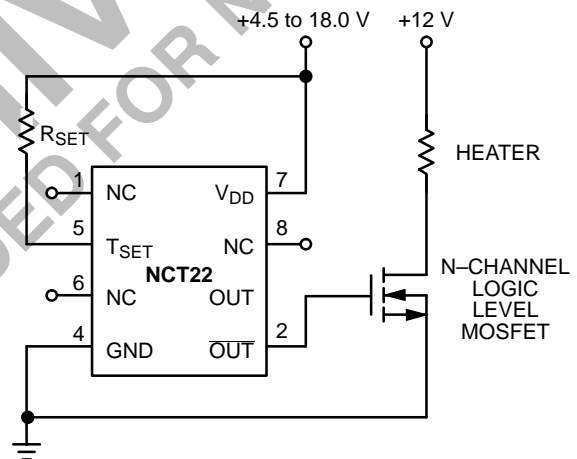 +4.5 to 18.0 V
+12 V
RSET
HEATER
1
NC
VDD
7
5
TSET
NC
8
NCT22
6
NC
OUT
4
GND
OUT
2
N–CHANNEL
LOGIC
LEVEL
MOSFET